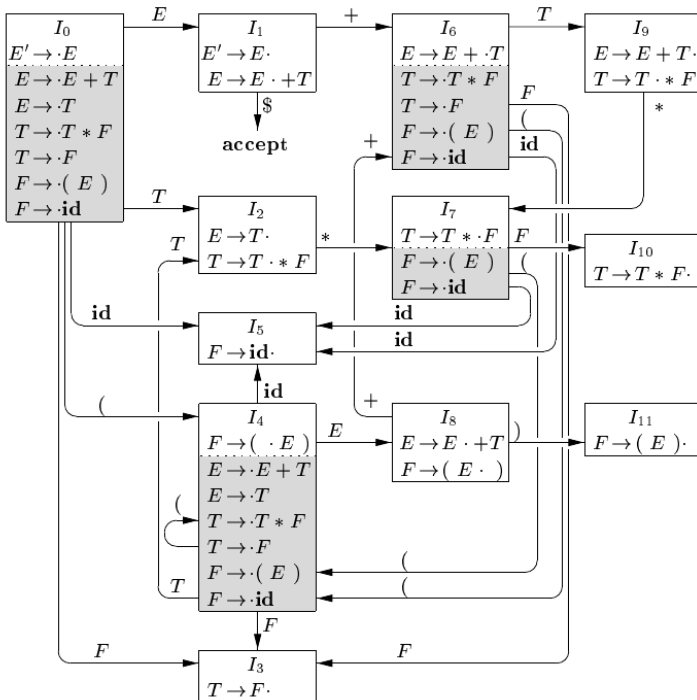 I₀
E′ → ·E
E → ·E + T
E → ·T
T → ·T * F
T → ·F
F → ·( E )
F → ·id
E
I₁
E′ → E·
E → E · +T
$
accept
+
I₆
E → E + ·T
T → ·T * F
T → ·F
F → ·( E )
F → ·id
T
I₉
E → E + T·
T → T · * F
*
F
(
id
+
T
I₂
E → T·
T → T · * F
T
*
I₇
T → T * ·F
F → ·( E )
F → ·id
F
(
I₁₀
T → T * F·
id
I₅
F → id·
id
id
id
(
I₄
F → ( · E )
E → ·E + T
E → ·T
T → ·T * F
T → ·F
F → ·( E )
F → ·id
E
+
I₈
E → E · +T
F → ( E · )
)
I₁₁
F → ( E )·
(
T
(
(
F
F
I₃
T → F·
F